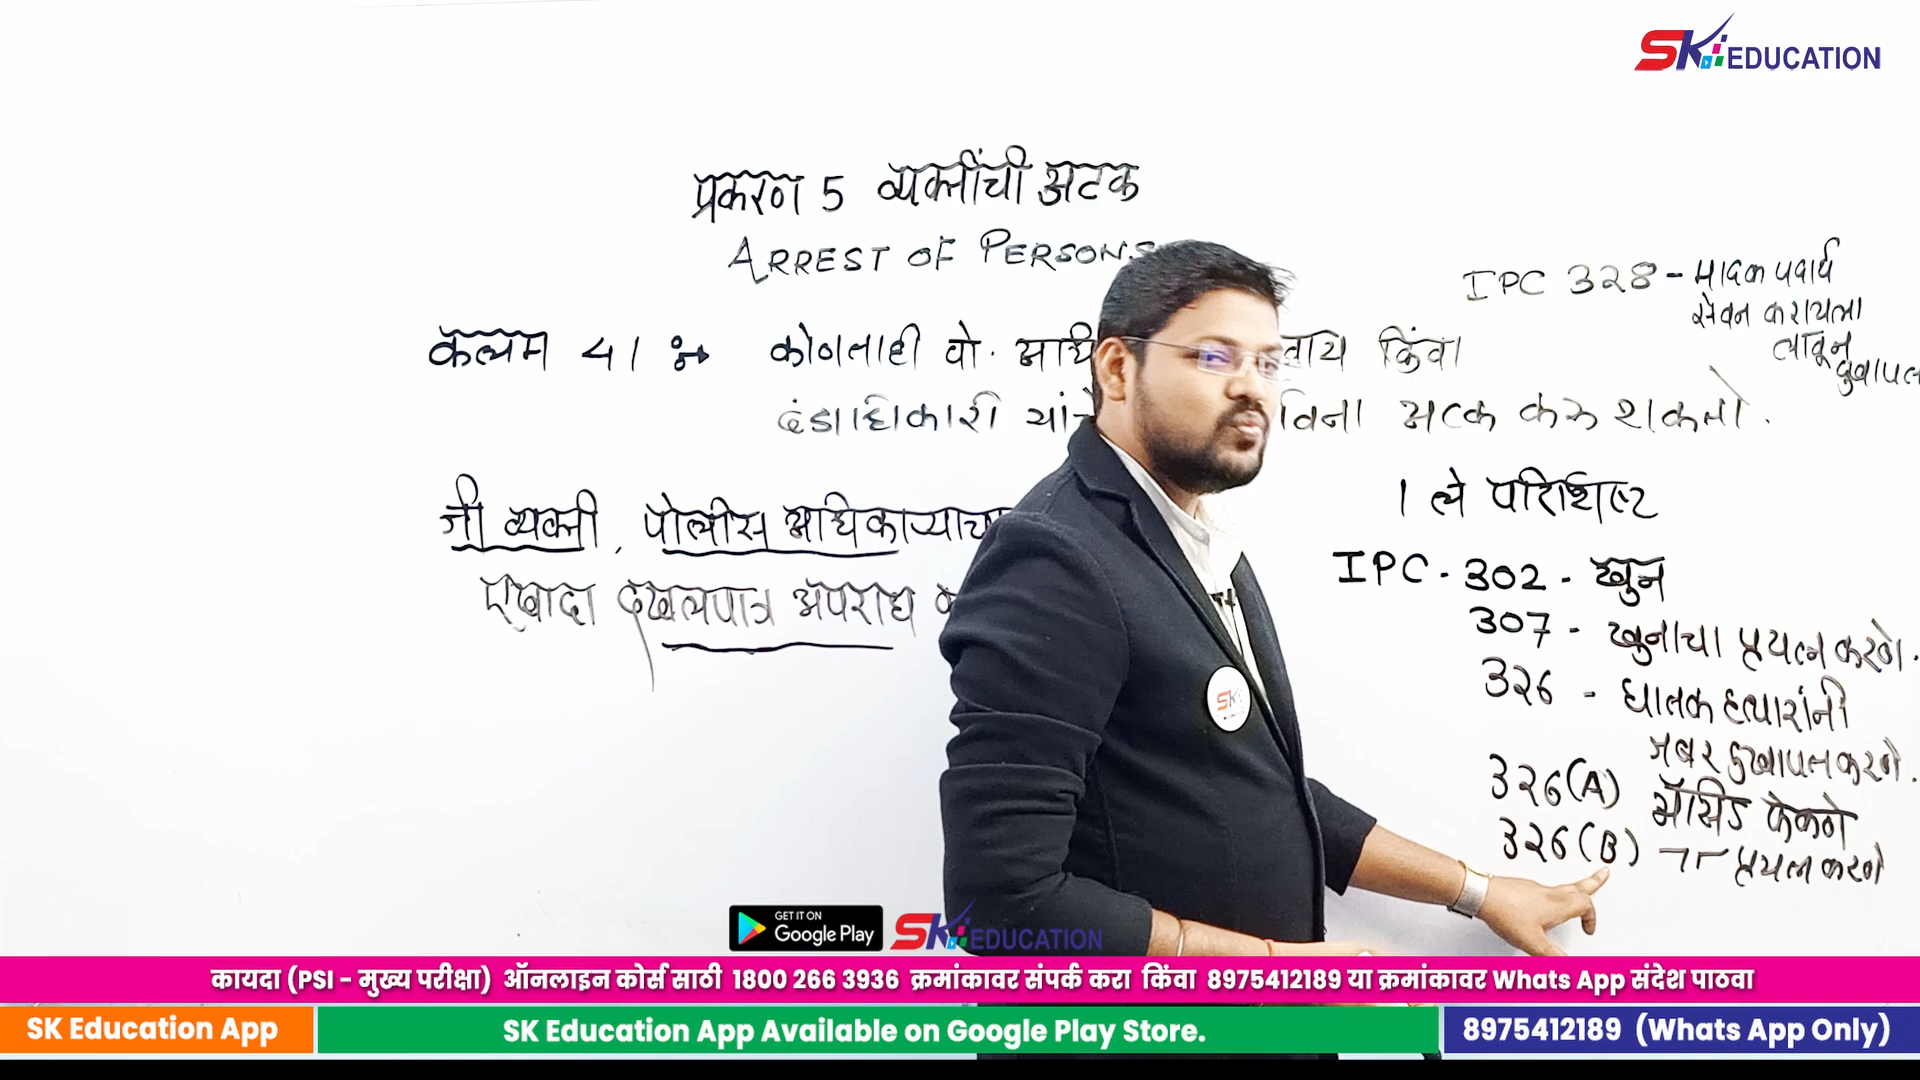 SK EDUCATION
प्रकरण 5 व्यक्तींची अटक
ARREST OF PERSONS
कलम 41 :→ कोणताही पो. अधि किंवा
दंडाधिकारी यां विना अटक करू शकतो.
जी व्यक्ती, पोलीस अधिकाऱ्याच्या
एखादा दखलपात्र अपराध
IPC 328 - मादक पदार्थ
सेवन करायला
लावून
दुखापत
1 ले परिशिष्ट
IPC - 302 - खुन
307 - खुनाचा प्रयत्न करणे.
326 - घातक हत्यारांनी
जबर दुखापत करणे.
326(A) ॲसिड फेकणे
326(B) प्रयत्न करणे
SK
GET IT ON
Google Play
SK EDUCATION
कायदा (PSI - मुख्य परीक्षा) ऑनलाइन कोर्स साठी 1800 266 3936 क्रमांकावर संपर्क करा किंवा 8975412189 या क्रमांकावर Whats App संदेश पाठवा
SK Education App
SK Education App Available on Google Play Store.
8975412189 (Whats App Only)